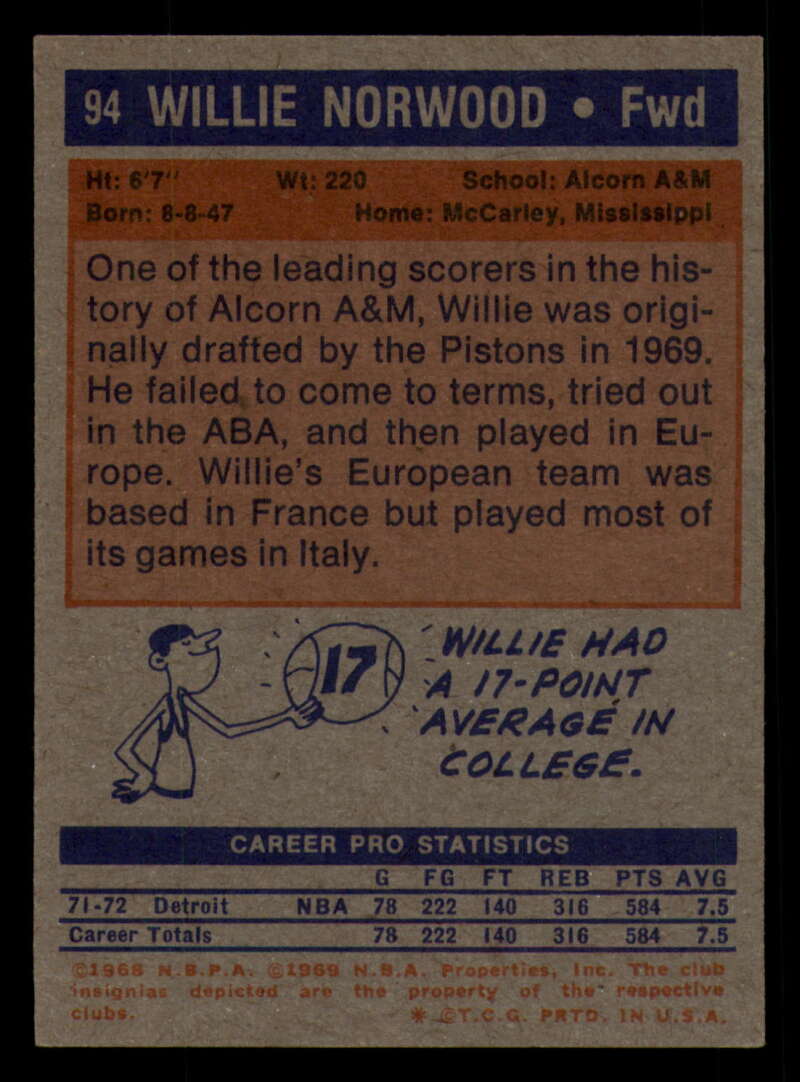 94 WILLIE NORWOOD • Fwd
Ht: 6'7" Wt: 220 School: Alcorn A&M
Born: 8-8-47 Home: McCarley, Mississippi
One of the leading scorers in the his-
tory of Alcorn A&M, Willie was origi-
nally drafted by the Pistons in 1969.
He failed to come to terms, tried out
in the ABA, and then played in Eu-
rope. Willie's European team was
based in France but played most of
its games in Italy.
17
WILLIE HAD
A 17-POINT
AVERAGE IN
COLLEGE.
CAREER PRO STATISTICS
G FG FT REB PTS AVG
71-72 Detroit NBA 78 222 140 316 584 7.5
Career Totals 78 222 140 316 584 7.5
©1968 N.B.P.A. ©1969 N.B.A. Properties, Inc. The club
insignias depicted are the property of the respective
clubs. * ©T.C.G. PRTD. IN U.S.A.